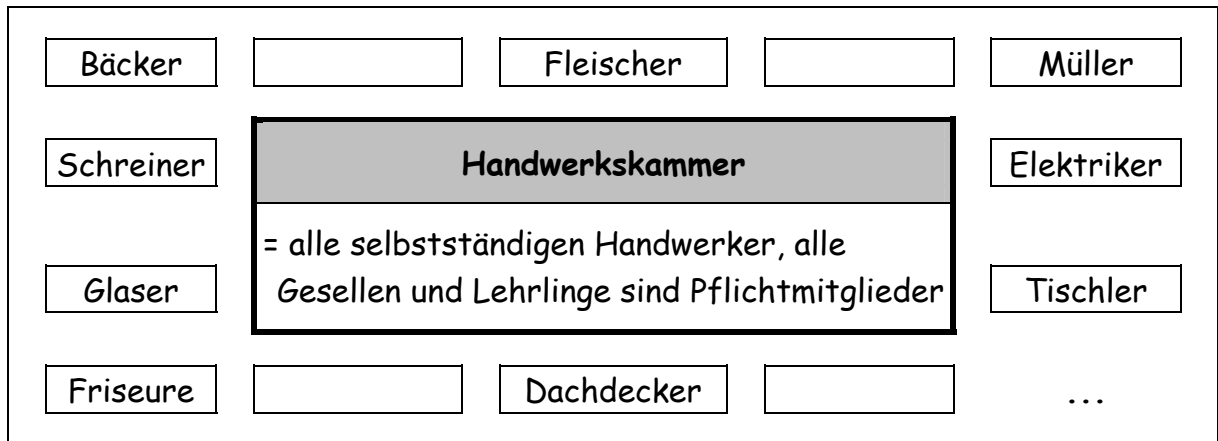 Bäcker Fleischer Müller
Schreiner Handwerkskammer Elektriker
= alle selbstständigen Handwerker, alle
Gesellen und Lehrlinge sind Pflichtmitglieder
Glaser Tischler
Friseure Dachdecker ...